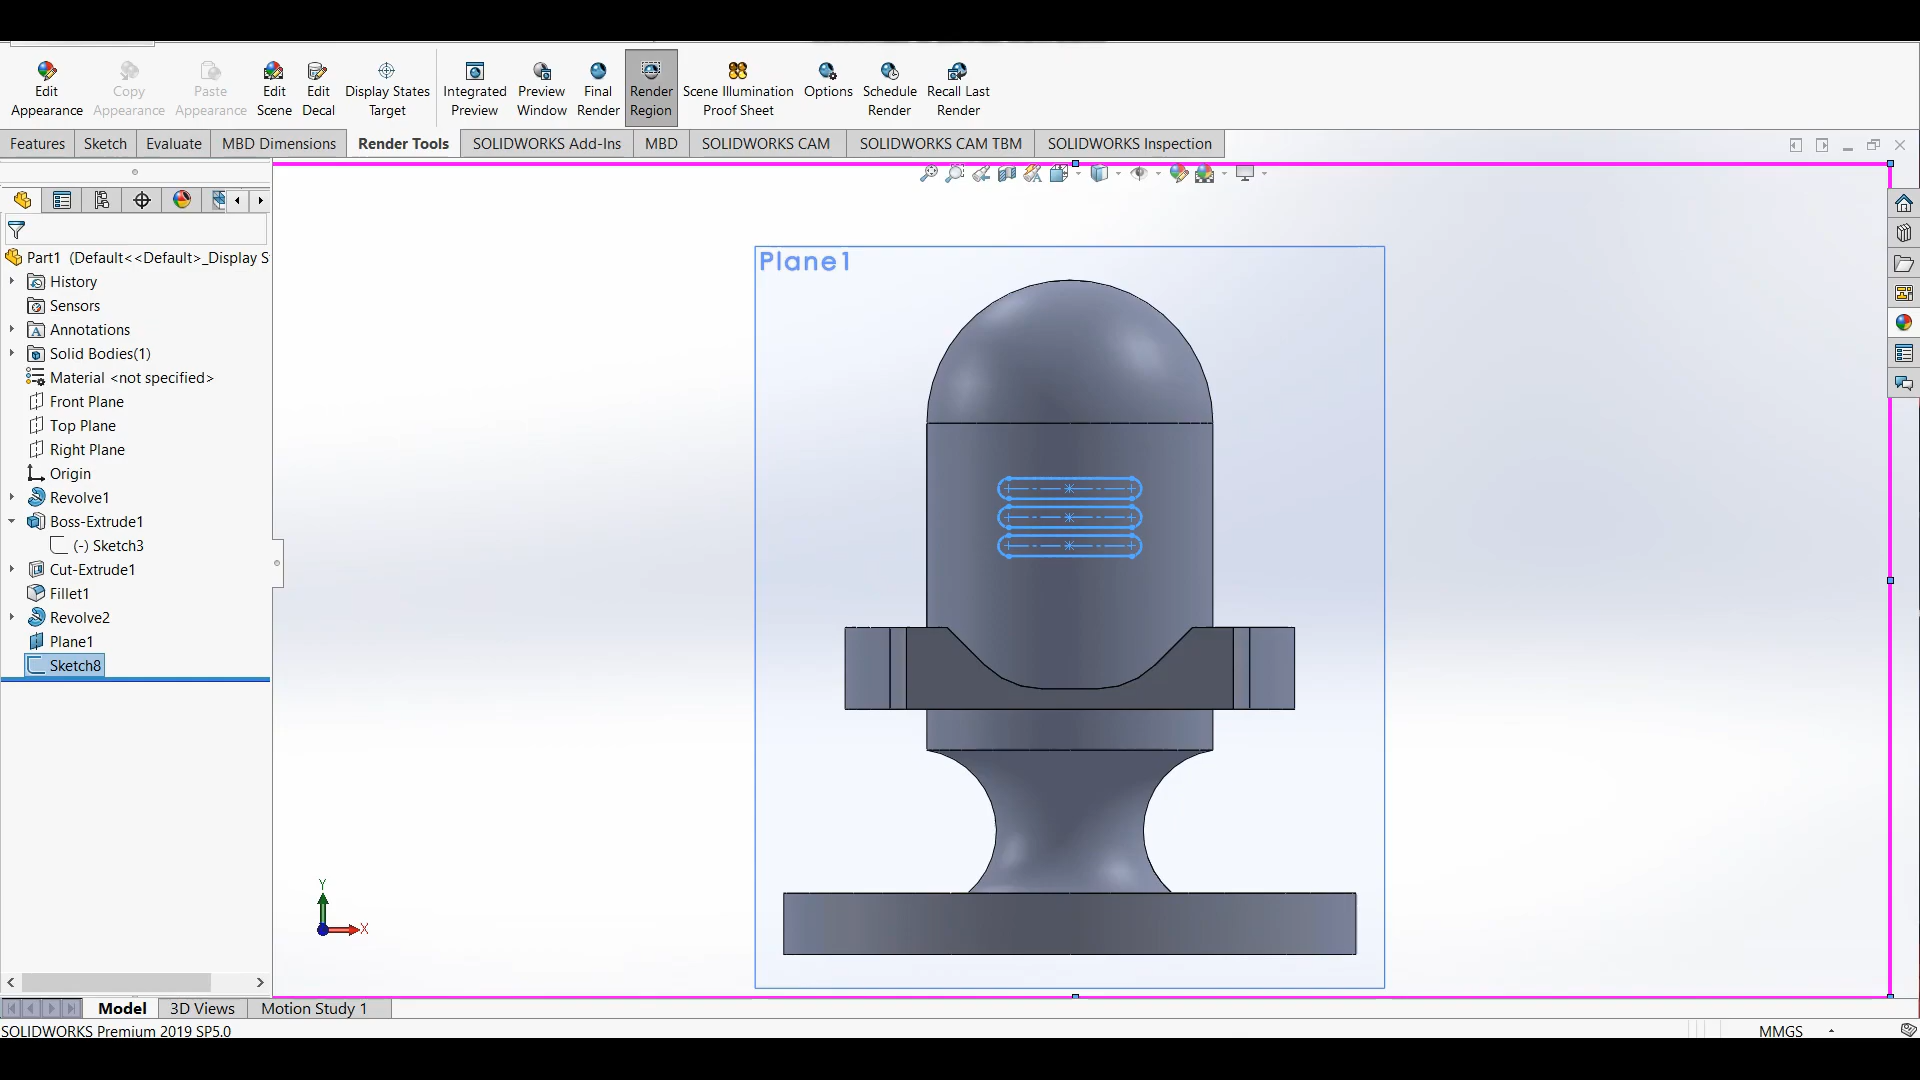 Edit Appearance
Copy Appearance
Paste Appearance
Edit Scene
Edit Decal
Display States Target
Integrated Preview
Preview Window
Final Render
Render Region
Scene Illumination Proof Sheet
Options
Schedule Render
Recall Last Render
Features
Sketch
Evaluate
MBD Dimensions
Render Tools
SOLIDWORKS Add-Ins
MBD
SOLIDWORKS CAM
SOLIDWORKS CAM TBM
SOLIDWORKS Inspection
Part1 (Default<<Default>_Display S
History
Sensors
Annotations
Solid Bodies(1)
Material <not specified>
Front Plane
Top Plane
Right Plane
Origin
Revolve1
Boss-Extrude1
(-) Sketch3
Cut-Extrude1
Fillet1
Revolve2
Plane1
Sketch8
Plane1
Y
X
Model
3D Views
Motion Study 1
SOLIDWORKS Premium 2019 SP5.0
MMGS